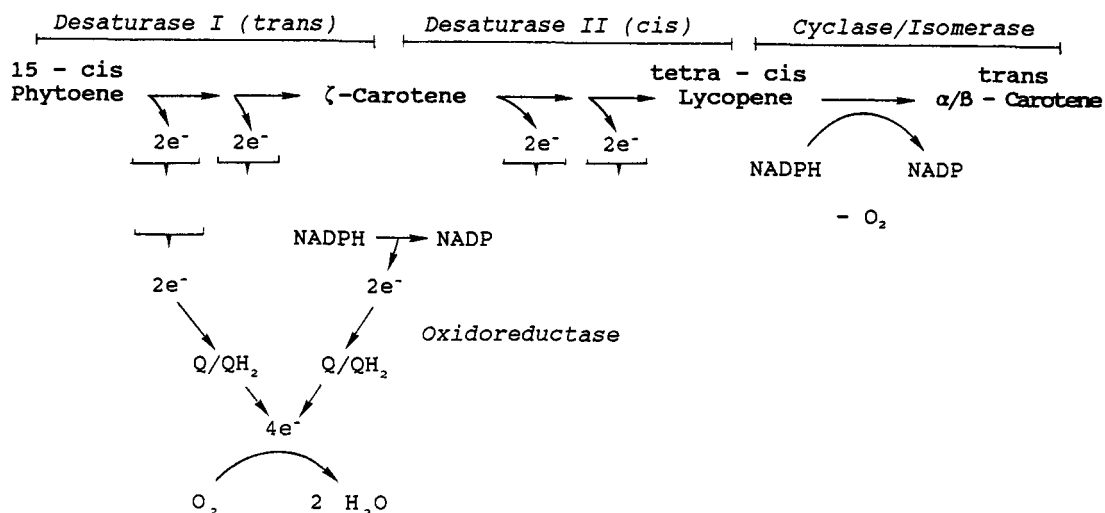 Desaturase I (trans) Desaturase II (cis) Cyclase/Isomerase
15 - cis tetra - cis trans
Phytoene ζ-Carotene Lycopene α/β - Carotene
2e⁻ 2e⁻ 2e⁻ 2e⁻
NADPH NADP
- O₂
NADPH NADP
2e⁻ 2e⁻
Oxidoreductase
Q/QH₂ Q/QH₂
4e⁻
O₂ 2 H₂O